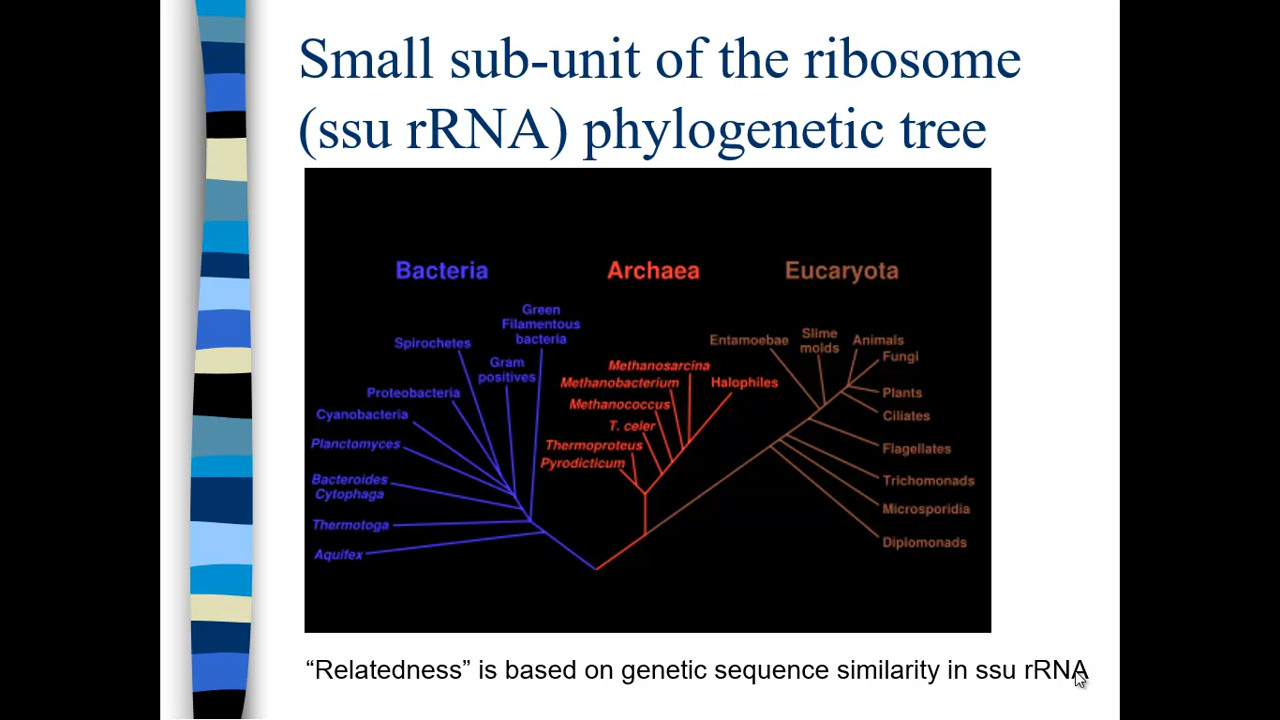 Small sub-unit of the ribosome
(ssu rRNA) phylogenetic tree
Bacteria
Archaea
Eucaryota
Green
Filamentous
bacteria
Spirochetes
Gram
positives
Proteobacteria
Cyanobacteria
Planctomyces
Bacteroides
Cytophaga
Thermotoga
Aquifex
Methanosarcina
Methanobacterium
Halophiles
Methanococcus
T. celer
Thermoproteus
Pyrodicticum
Entamoebae
Slime
molds
Animals
Fungi
Plants
Ciliates
Flagellates
Trichomonads
Microsporidia
Diplomonads
“Relatedness” is based on genetic sequence similarity in ssu rRNA